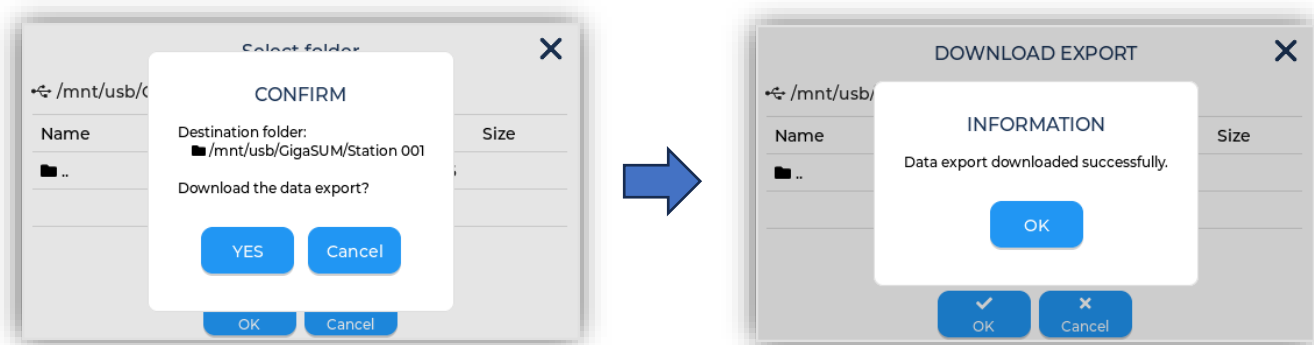 Select folder
/mnt/usb/G
CONFIRM
Name
Size
Destination folder:
/mnt/usb/GigaSUM/Station 001
..
Download the data export?
YES
Cancel
OK
Cancel
DOWNLOAD EXPORT
/mnt/usb/
INFORMATION
Name
Size
Data export downloaded successfully.
..
OK
OK
Cancel